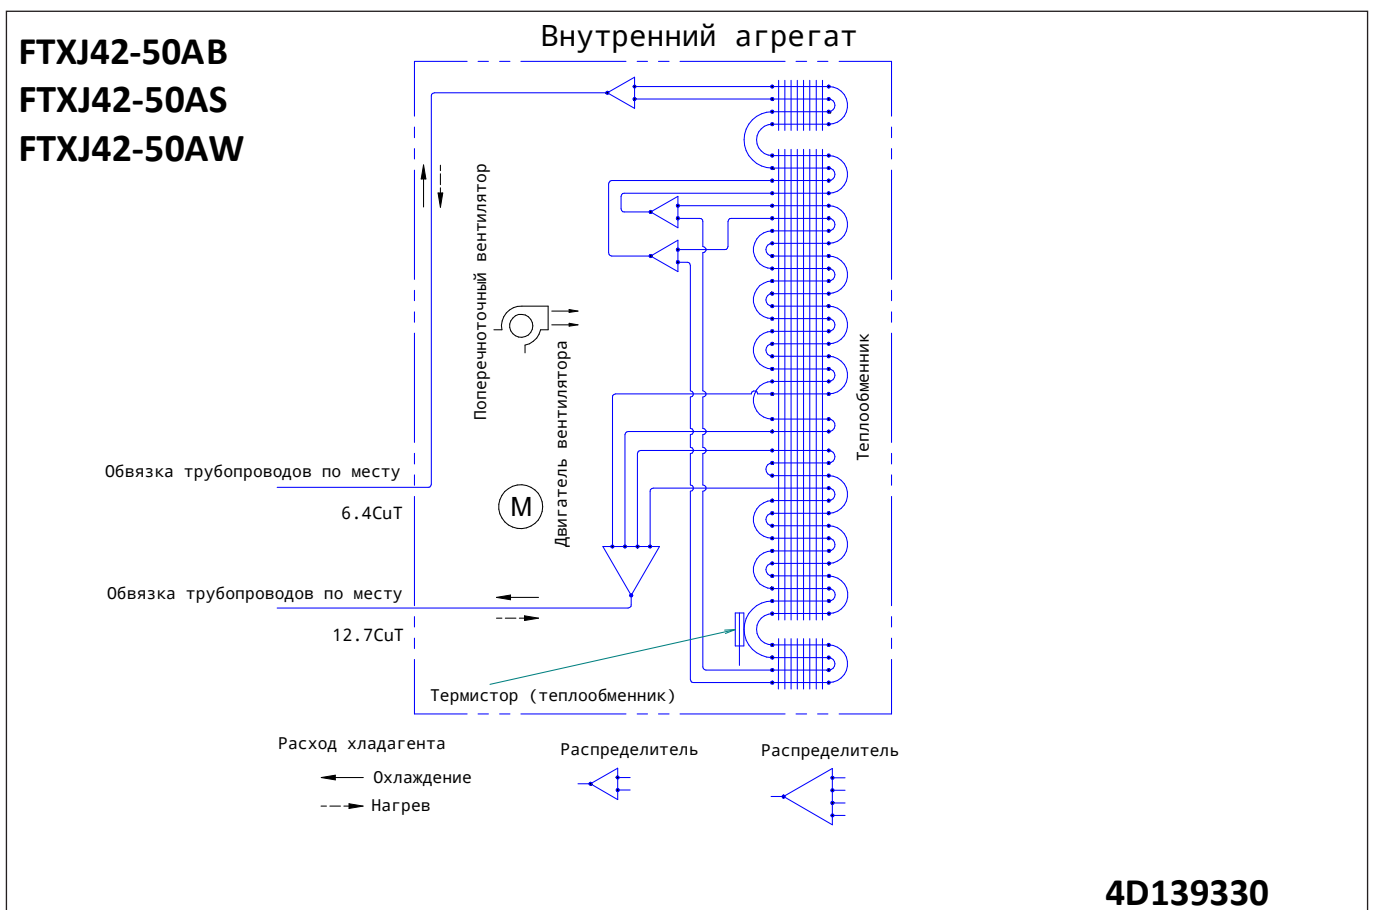 FTXJ42-50AB
FTXJ42-50AS
FTXJ42-50AW
Внутренний агрегат
Поперечноточный вентилятор
Двигатель вентилятора
Теплообменник
Обвязка трубопроводов по месту
6.4CuT
M
Обвязка трубопроводов по месту
12.7CuT
Термистор (теплообменник)
Расход хладагента
Охлаждение
Нагрев
Распределитель
Распределитель
4D139330